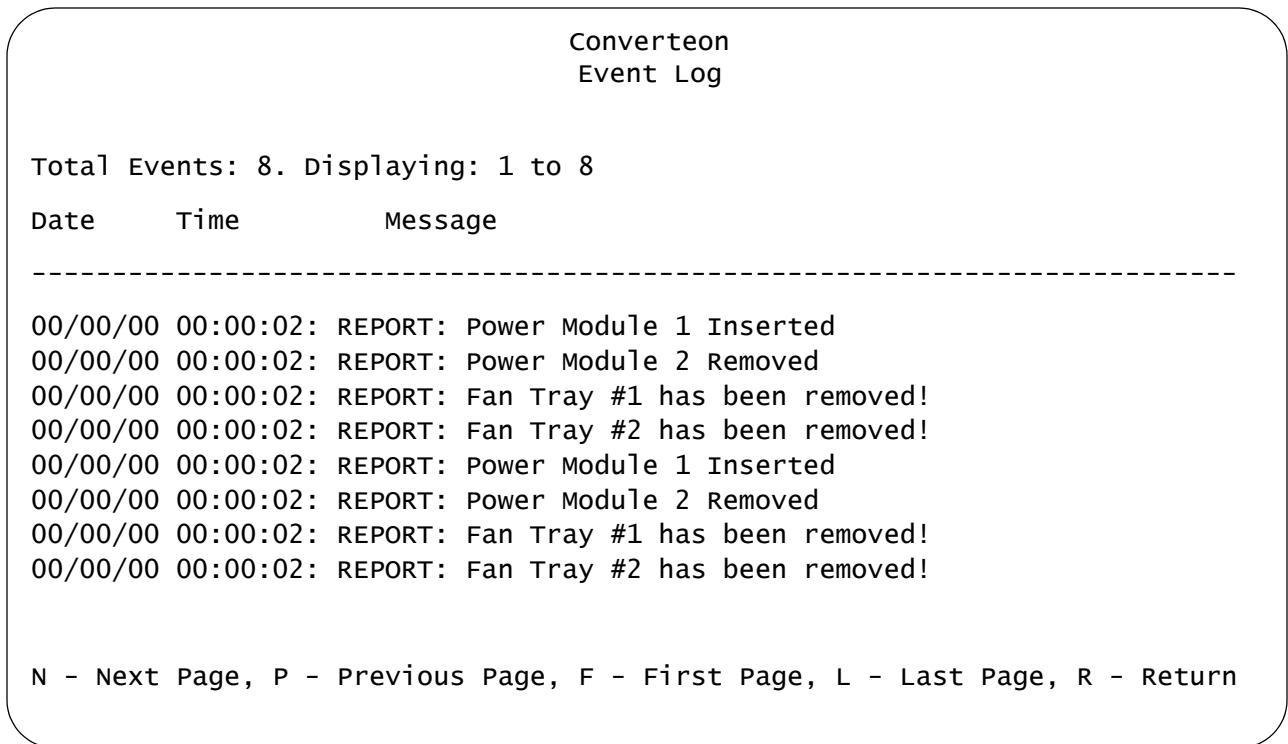 Converteon
Event Log
Total Events: 8. Displaying: 1 to 8
Date Time Message
---------------------------------------------------------------------------
00/00/00 00:00:02: REPORT: Power Module 1 Inserted
00/00/00 00:00:02: REPORT: Power Module 2 Removed
00/00/00 00:00:02: REPORT: Fan Tray #1 has been removed!
00/00/00 00:00:02: REPORT: Fan Tray #2 has been removed!
00/00/00 00:00:02: REPORT: Power Module 1 Inserted
00/00/00 00:00:02: REPORT: Power Module 2 Removed
00/00/00 00:00:02: REPORT: Fan Tray #1 has been removed!
00/00/00 00:00:02: REPORT: Fan Tray #2 has been removed!
N - Next Page, P - Previous Page, F - First Page, L - Last Page, R - Return